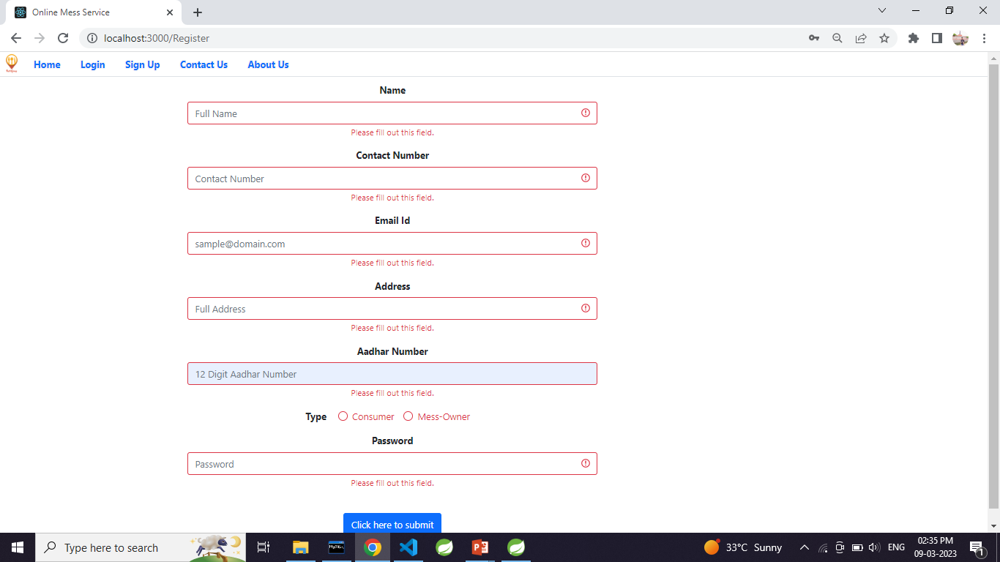 Online Mess Service
localhost:3000/Register
Home Login Sign Up Contact Us About Us
Name
Full Name
Please fill out this field.
Contact Number
Contact Number
Please fill out this field.
Email Id
sample@domain.com
Please fill out this field.
Address
Full Address
Please fill out this field.
Aadhar Number
12 Digit Aadhar Number
Please fill out this field.
Type Consumer Mess-Owner
Password
Password
Please fill out this field.
Click here to submit
Type here to search
MySQL
33°C Sunny
ENG
02:35 PM
09-03-2023
1